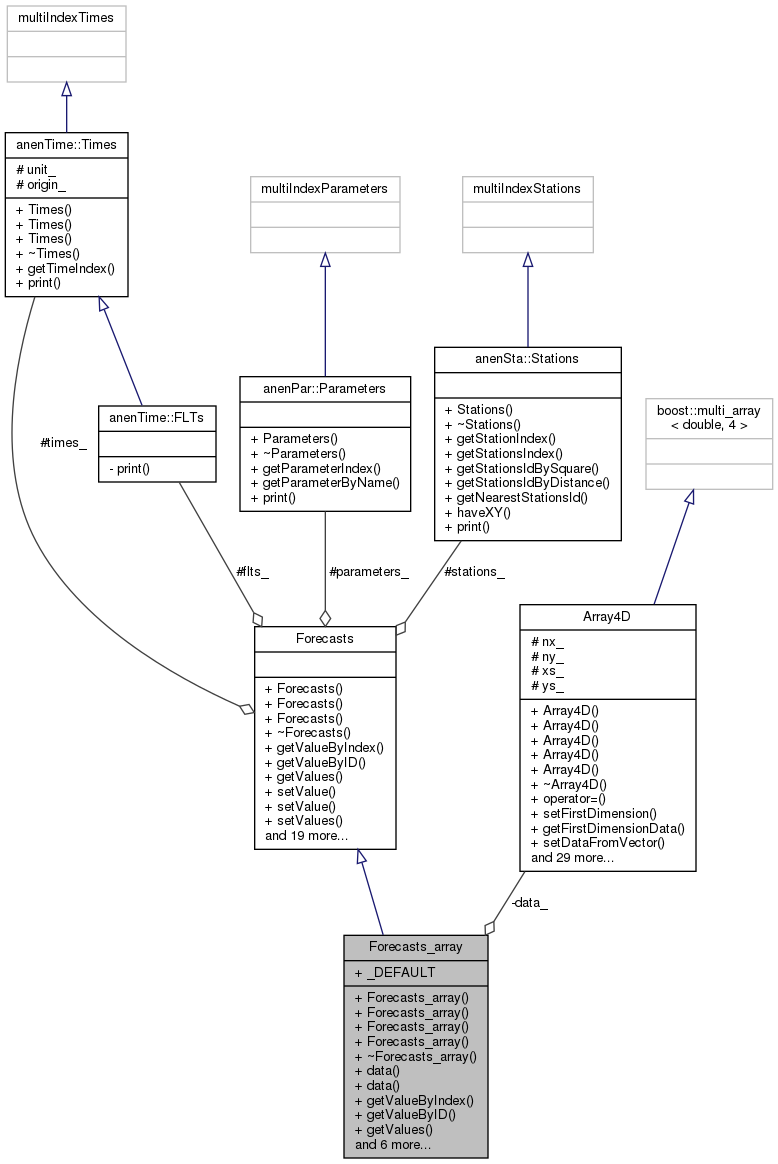 multiIndexTimes
anenTime::Times
# unit_
# origin_
+ Times()
+ Times()
+ Times()
+ ~Times()
+ getTimeIndex()
+ print()
multiIndexParameters
multiIndexStations
anenSta::Stations
+ Stations()
+ ~Stations()
+ getStationIndex()
+ getStationsIndex()
+ getStationsIdBySquare()
+ getStationsIdByDistance()
+ getNearestStationsId()
+ haveXY()
+ print()
anenPar::Parameters
+ Parameters()
+ ~Parameters()
+ getParameterIndex()
+ getParameterByName()
+ print()
boost::multi_array
< double, 4 >
anenTime::FLTs
- print()
#times_
#flts_
#parameters_
#stations_
Array4D
# nx_
# ny_
# xs_
# ys_
+ Array4D()
+ Array4D()
+ Array4D()
+ Array4D()
+ Array4D()
+ ~Array4D()
+ operator=()
+ setFirstDimension()
+ getFirstDimensionData()
+ setDataFromVector()
and 29 more...
Forecasts
+ Forecasts()
+ Forecasts()
+ Forecasts()
+ ~Forecasts()
+ getValueByIndex()
+ getValueByID()
+ getValues()
+ setValue()
+ setValue()
+ setValues()
and 19 more...
-data_
Forecasts_array
+ _DEFAULT
+ Forecasts_array()
+ Forecasts_array()
+ Forecasts_array()
+ Forecasts_array()
+ ~Forecasts_array()
+ data()
+ data()
+ getValueByIndex()
+ getValueByID()
+ getValues()
and 6 more...